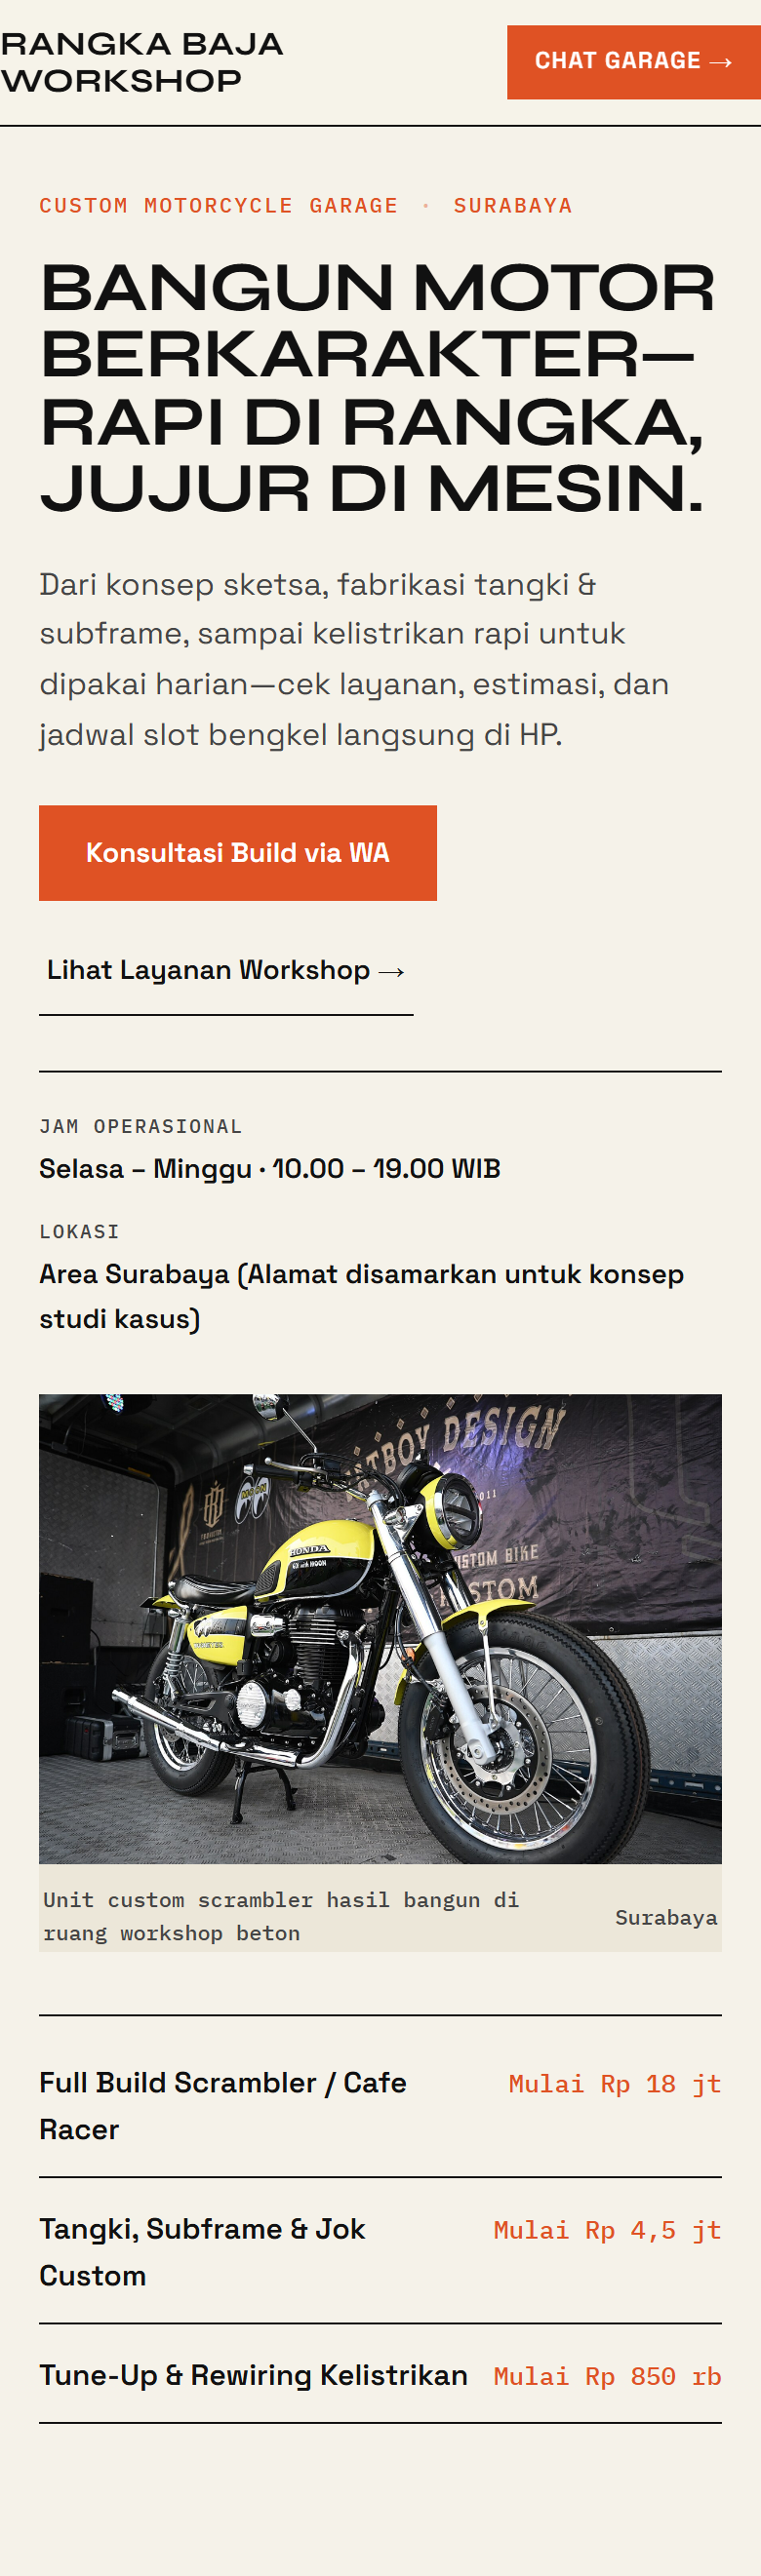 RANGKA BAJA
WORKSHOP
CHAT GARAGE →
CUSTOM MOTORCYCLE GARAGE • SURABAYA
BANGUN MOTOR
BERKARAKTER—
RAPI DI RANGKA,
JUJUR DI MESIN.
Dari konsep sketsa, fabrikasi tangki &
subframe, sampai kelistrikan rapi untuk
dipakai harian—cek layanan, estimasi, dan
jadwal slot bengkel langsung di HP.
Konsultasi Build via WA
Lihat Layanan Workshop →
JAM OPERASIONAL
Selasa – Minggu · 10.00 – 19.00 WIB
LOKASI
Area Surabaya (Alamat disamarkan untuk konsep
studi kasus)
DESIGN
MOON
HONDA
MOON
Unit custom scrambler hasil bangun di
ruang workshop beton
Surabaya
Full Build Scrambler / Cafe
Racer
Mulai Rp 18 jt
Tangki, Subframe & Jok
Custom
Mulai Rp 4,5 jt
Tune-Up & Rewiring Kelistrikan
Mulai Rp 850 rb